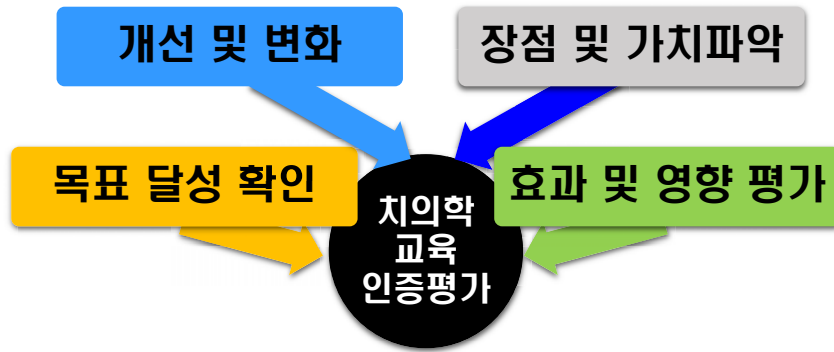 개선 및 변화
장점 및 가치파악
목표 달성 확인
효과 및 영향 평가
치의학
교육
인증평가